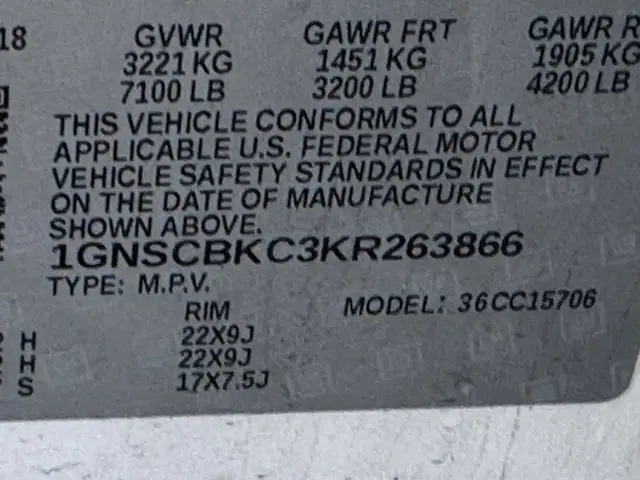 18 GVWR GAWR FRT GAWR R
3221 KG 1451 KG 1905 KG
7100 LB 3200 LB 4200 LB
THIS VEHICLE CONFORMS TO ALL
APPLICABLE U.S. FEDERAL MOTOR
VEHICLE SAFETY STANDARDS IN EFFECT
ON THE DATE OF MANUFACTURE
SHOWN ABOVE.
1GNSCBKC3KR263866
TYPE: M.P.V.
RIM MODEL: 36CC15706
H 22X9J
H 22X9J
S 17X7.5J